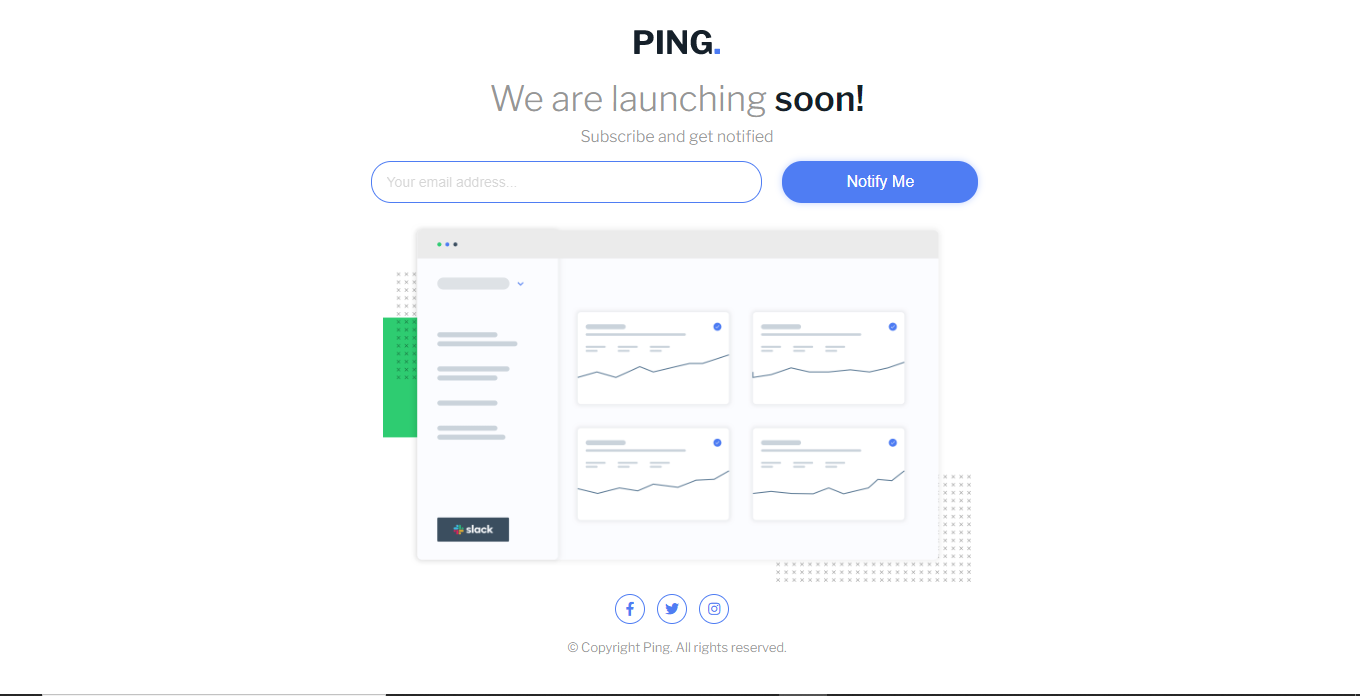 PING.
We are launching soon!
Subscribe and get notified
Your email address...
Notify Me
slack
© Copyright Ping. All rights reserved.